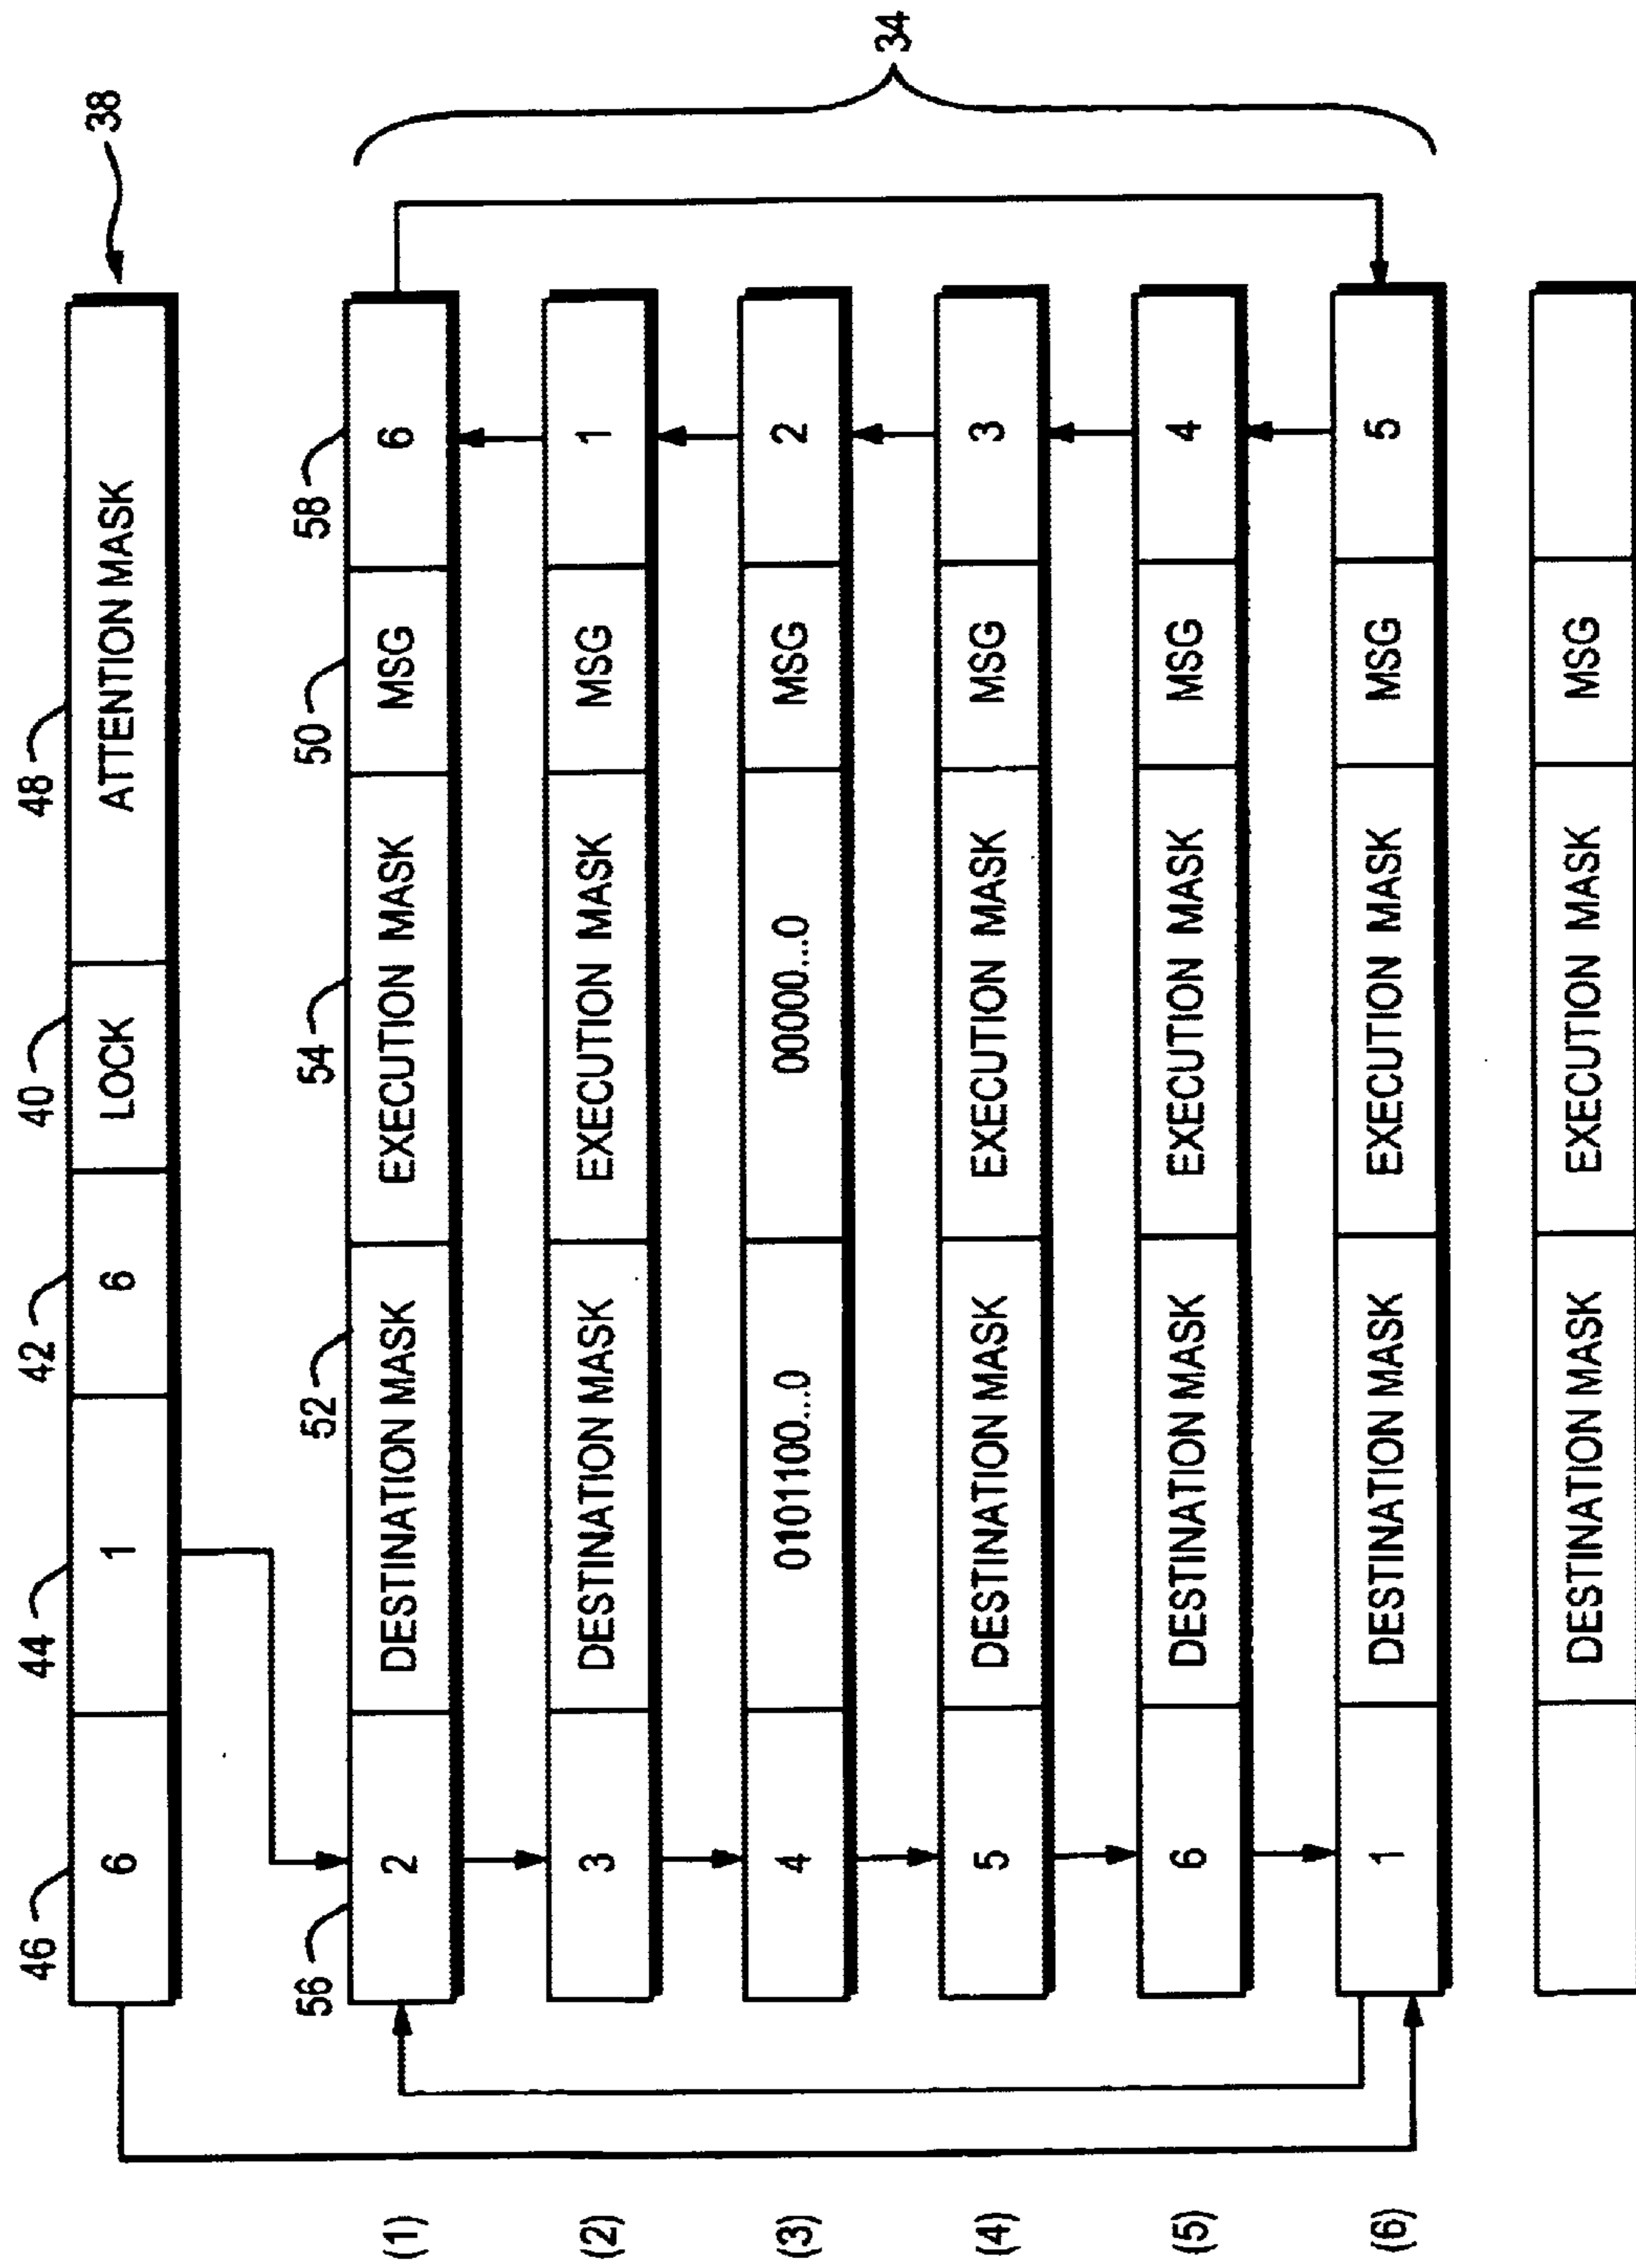 46 44 42 40 48
6 1 6 LOCK ATTENTION MASK 38
56 52 54 50 58
(1) 2 DESTINATION MASK EXECUTION MASK MSG 6
(2) 3 DESTINATION MASK EXECUTION MASK MSG 1
(3) 4 0101100...0 00000...0 MSG 2
34
(4) 5 DESTINATION MASK EXECUTION MASK MSG 3
(5) 6 DESTINATION MASK EXECUTION MASK MSG 4
(6) 1 DESTINATION MASK EXECUTION MASK MSG 5
DESTINATION MASK EXECUTION MASK MSG